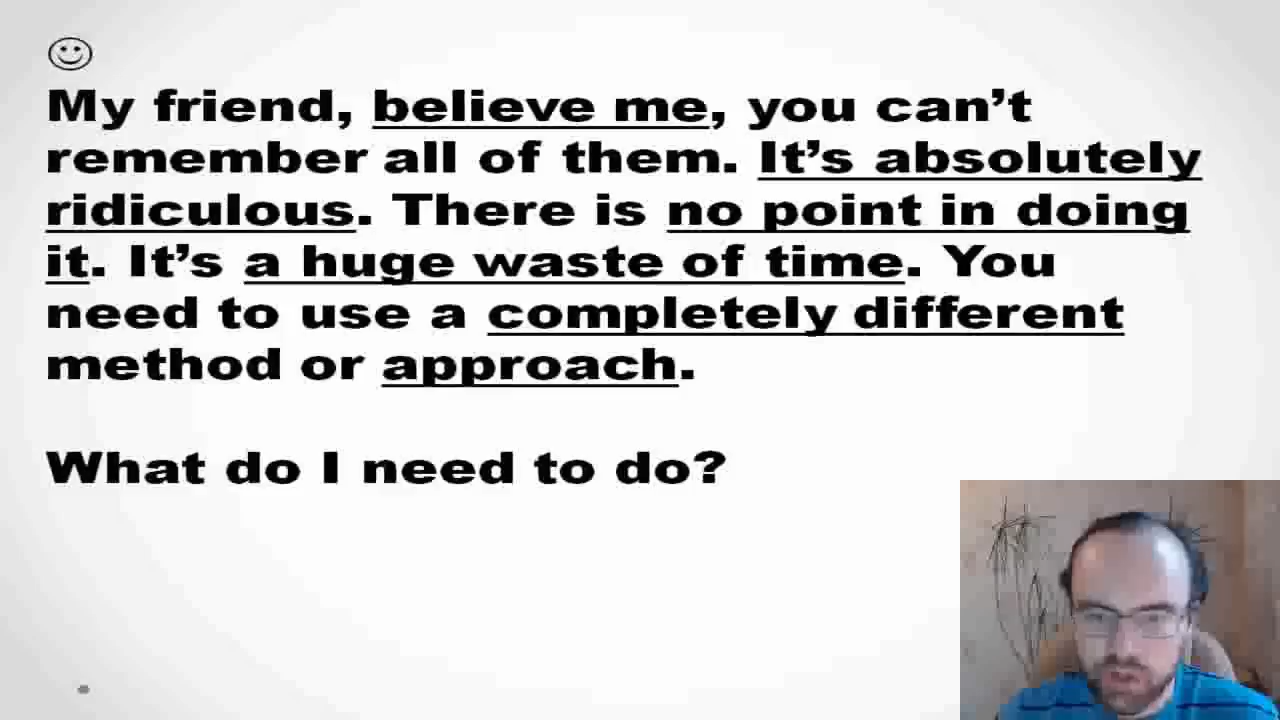 My friend, believe me, you can’t
remember all of them. It’s absolutely
ridiculous. There is no point in doing
it. It’s a huge waste of time. You
need to use a completely different
method or approach.
What do I need to do?